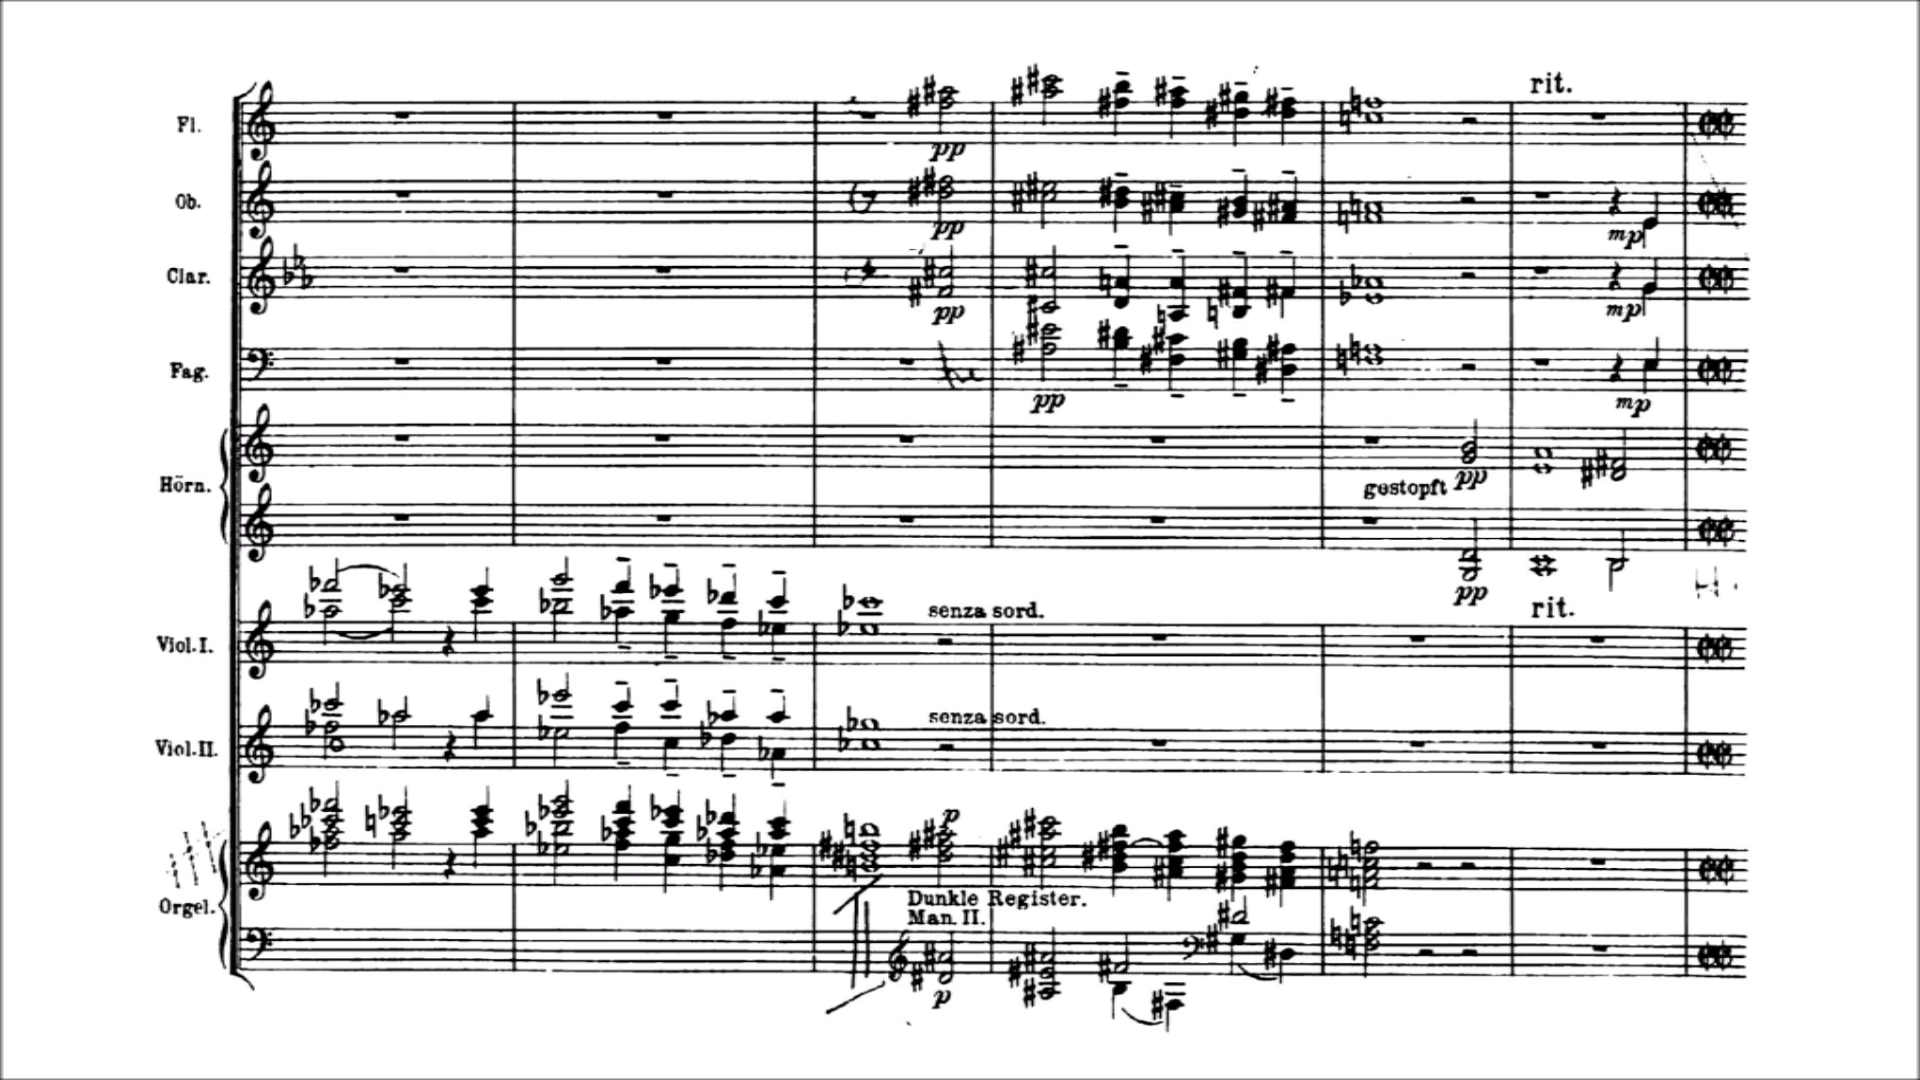 rit.
Fl.
pp
Ob.
pp
mp
Clar.
pp
mp
Fag.
pp
mp
Hörn.
gestopft pp
pp
rit.
senza sord.
Viol. I.
senza sord.
Viol. II.
p
Orgel.
Dunkle Register.
Man. II.
p